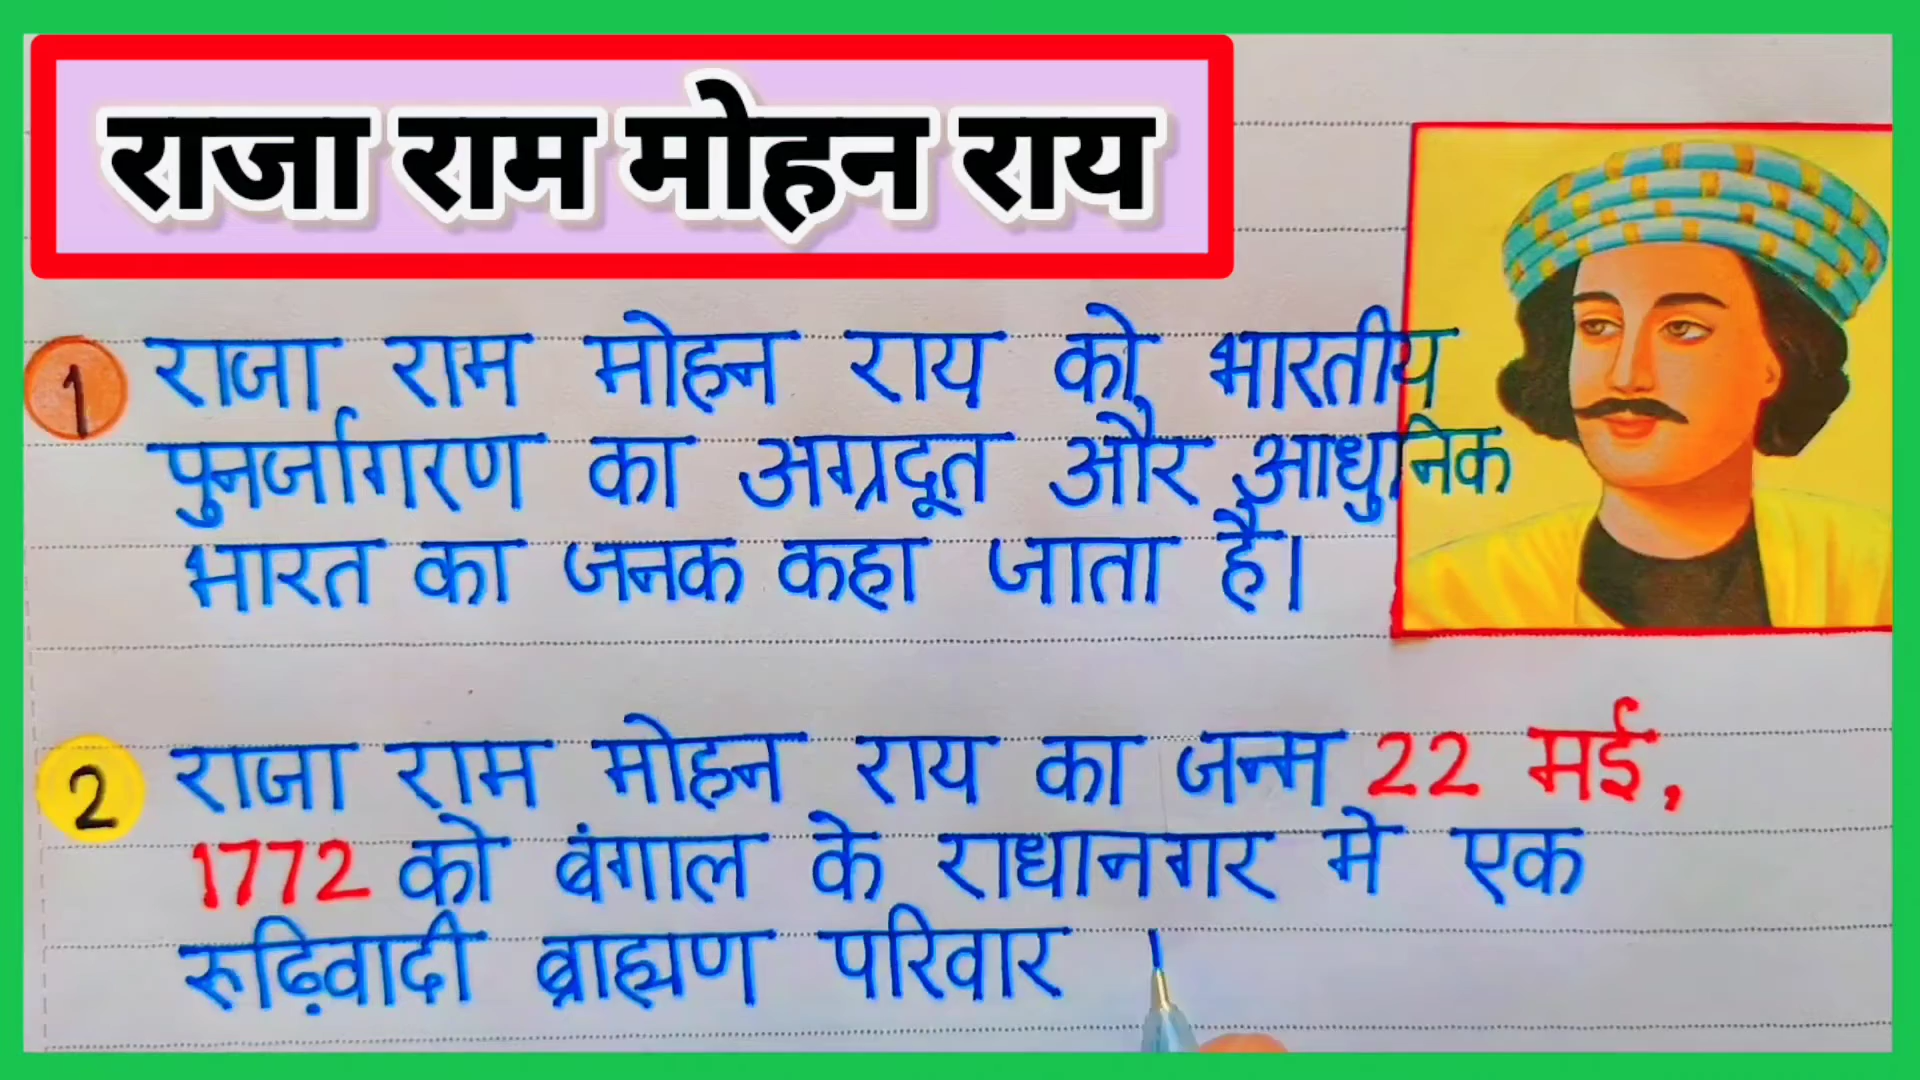 राजा राम मोहन राय
1 राजा राम मोहन राय को भारतीय
पुनर्जागरण का अग्रदूत और आधुनिक
भारत का जनक कहा जाता है।
2 राजा राम मोहन राय का जन्म 22 मई,
1772 को बंगाल के राधानगर मे एक
रुढ़िवादी ब्राह्मण परिवार